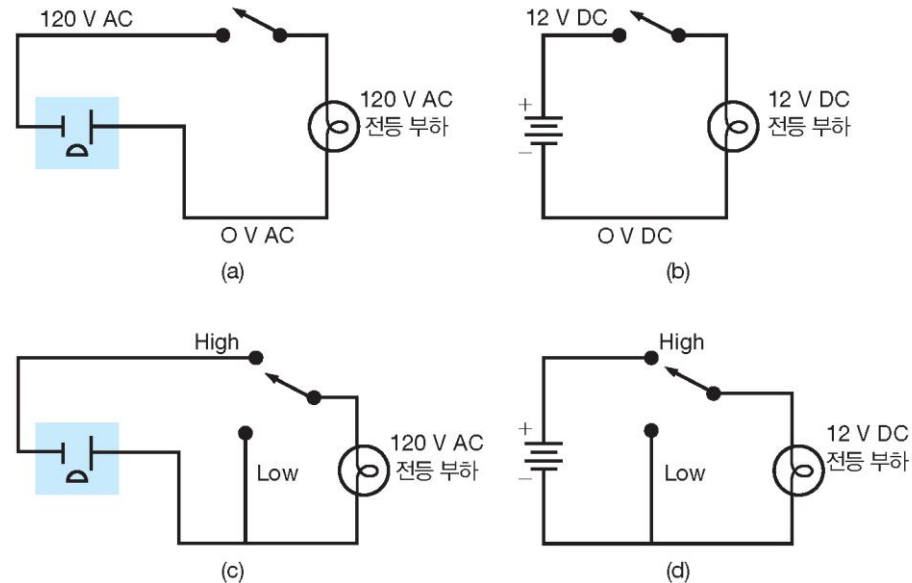 120 V AC
120 V AC
전등 부하
O V AC
(a)
12 V DC
+
−
12 V DC
전등 부하
O V DC
(b)
High
Low
120 V AC
전등 부하
(c)
High
+
−
Low
12 V DC
전등 부하
(d)